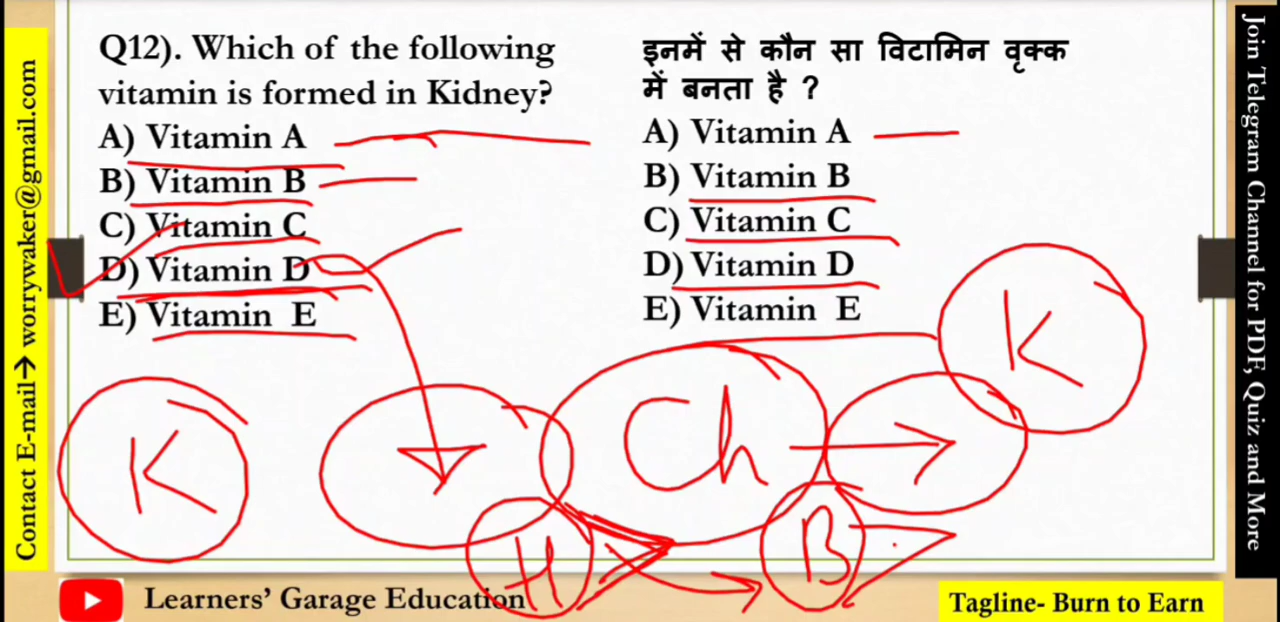 Q12). Which of the following
vitamin is formed in Kidney?
A) Vitamin A
B) Vitamin B
C) Vitamin C
D) Vitamin D
E) Vitamin E
इनमें से कौन सा विटामिन वृक्क
में बनता है ?
A) Vitamin A
B) Vitamin B
C) Vitamin C
D) Vitamin D
E) Vitamin E
K
K
Ch
H
B
Contact E-mail→ worrywaker@gmail.com
Join Telegram Channel for PDF, Quiz and More
Learners’ Garage Education
Tagline- Burn to Earn